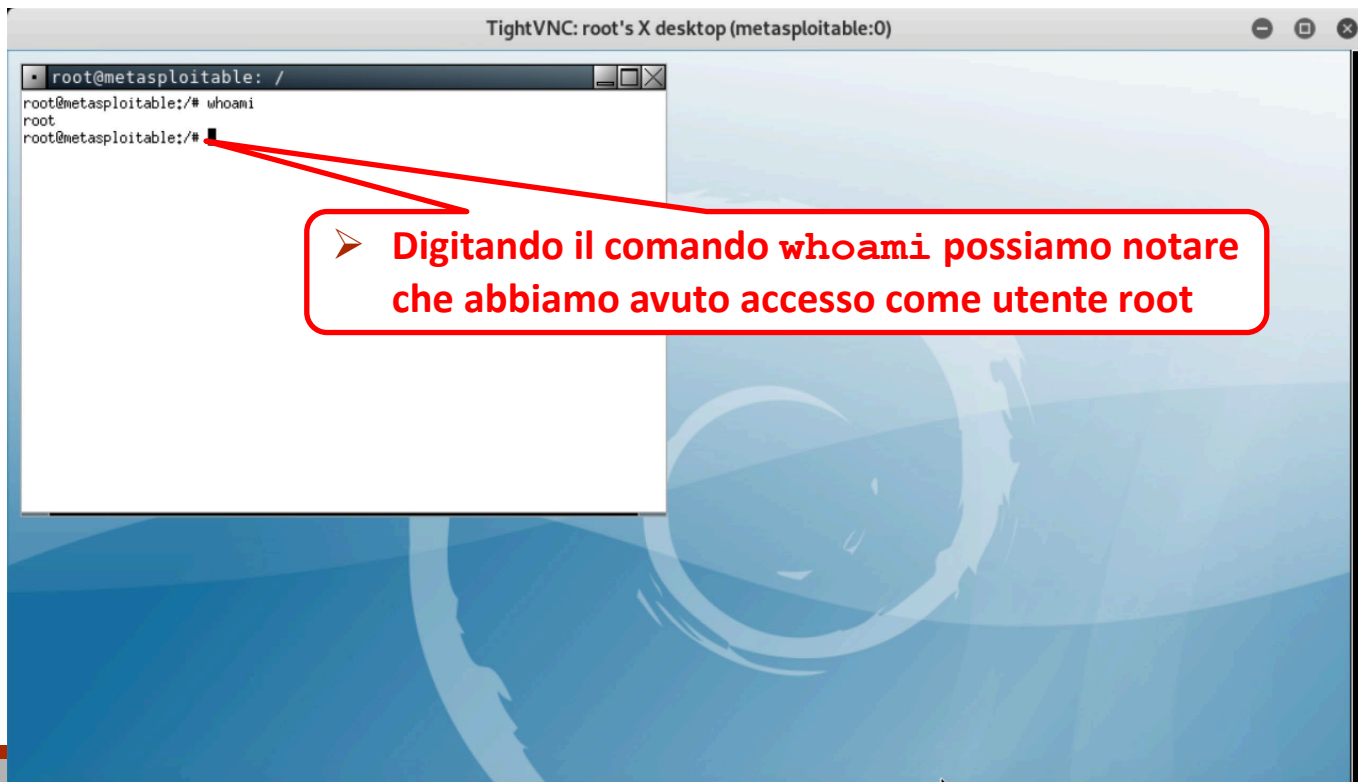 TightVNC: root's X desktop (metasploitable:0)
root@metasploitable: /
root@metasploitable:/# whoami
root
root@metasploitable:/#
➢ Digitando il comando whoami possiamo notare
che abbiamo avuto accesso come utente root